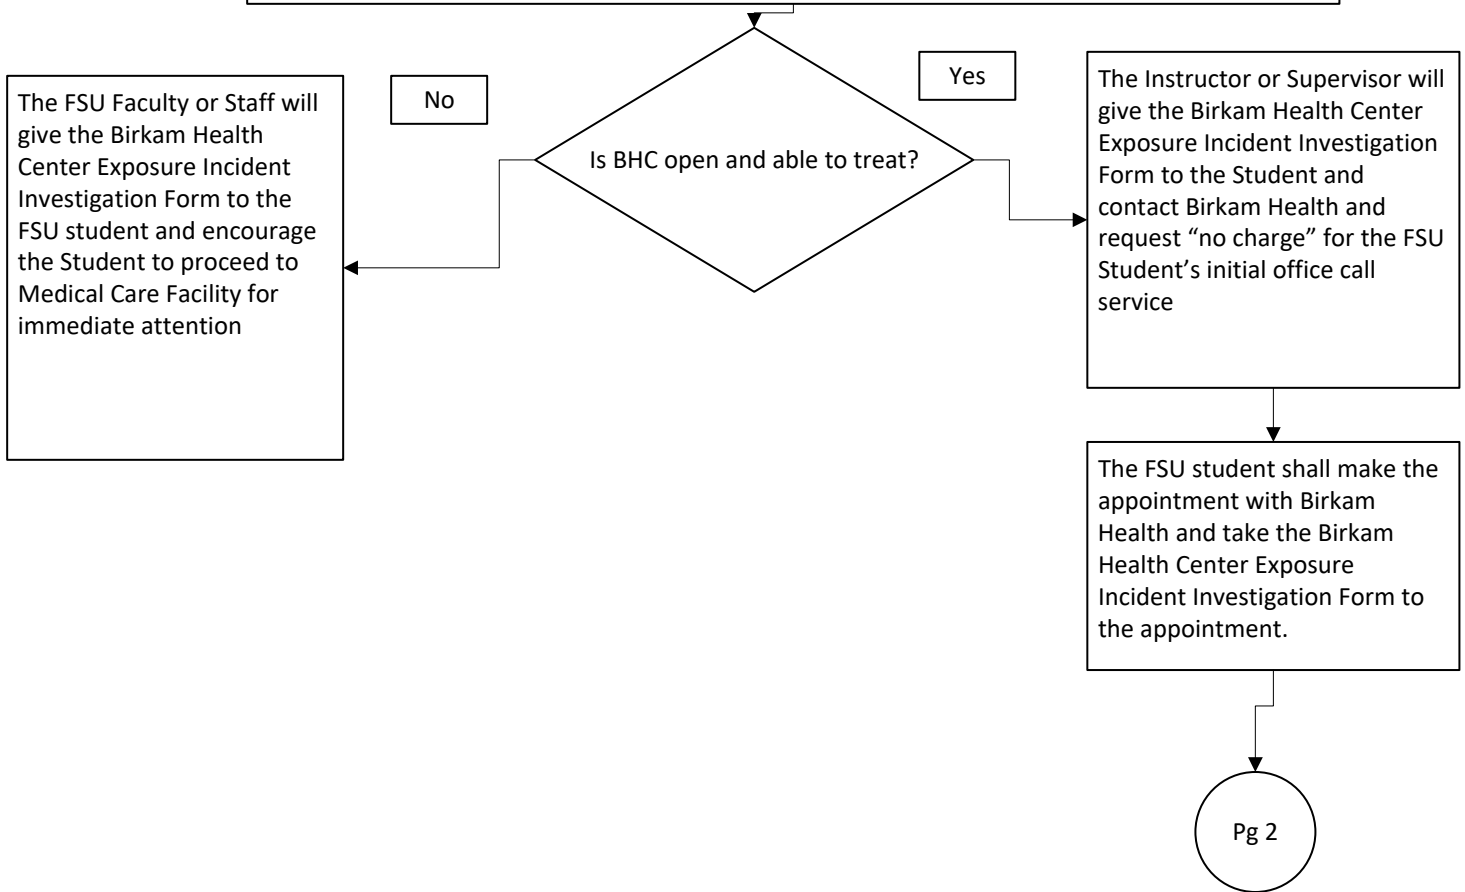 No
Yes
The FSU Faculty or Staff will
give the Birkam Health
Center Exposure Incident
Investigation Form to the
FSU student and encourage
the Student to proceed to
Medical Care Facility for
immediate attention
Is BHC open and able to treat?
The Instructor or Supervisor will
give the Birkam Health Center
Exposure Incident Investigation
Form to the Student and
contact Birkam Health and
request “no charge” for the FSU
Student’s initial office call
service
The FSU student shall make the
appointment with Birkam
Health and take the Birkam
Health Center Exposure
Incident Investigation Form to
the appointment.
Pg 2